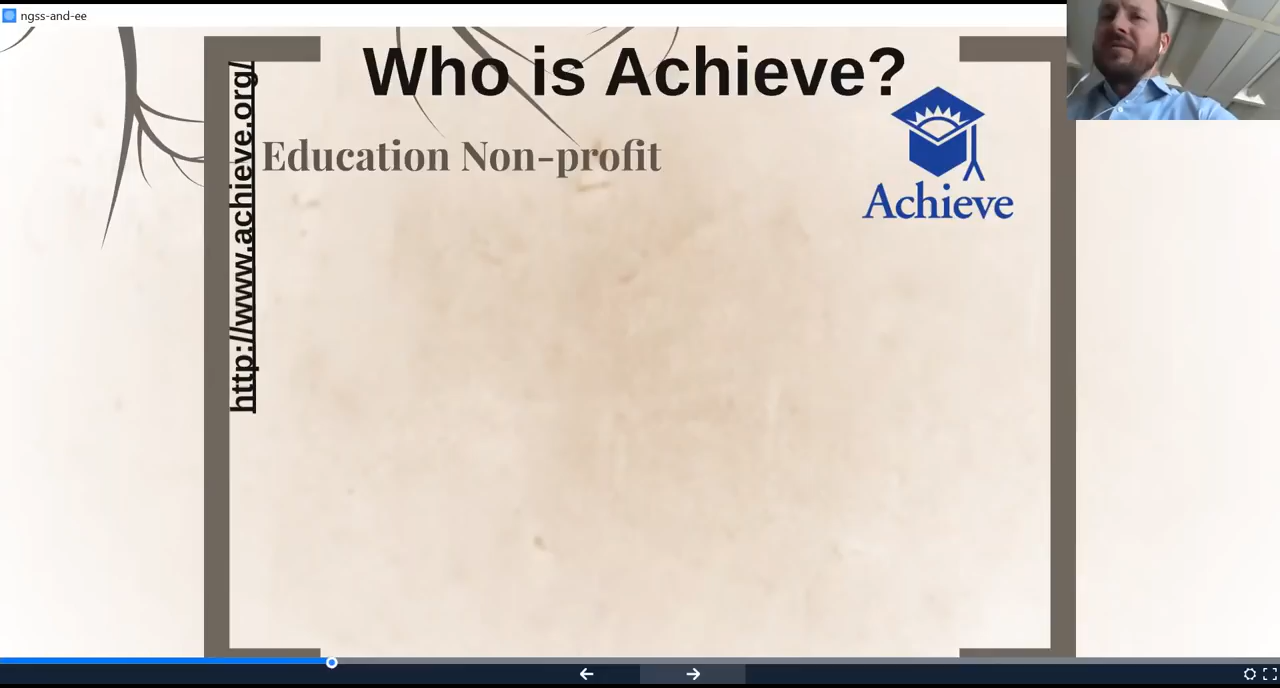 ngss-and-ee
Who is Achieve?
http://www.achieve.org/
Education Non-profit
Achieve